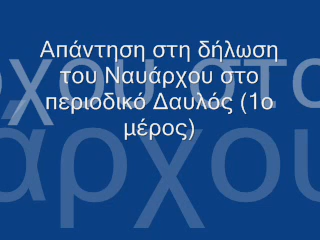 Απάντηση στη δήλωση
του Ναυάρχου στο
περιοδικό Δαυλός (1ο
μέρος)